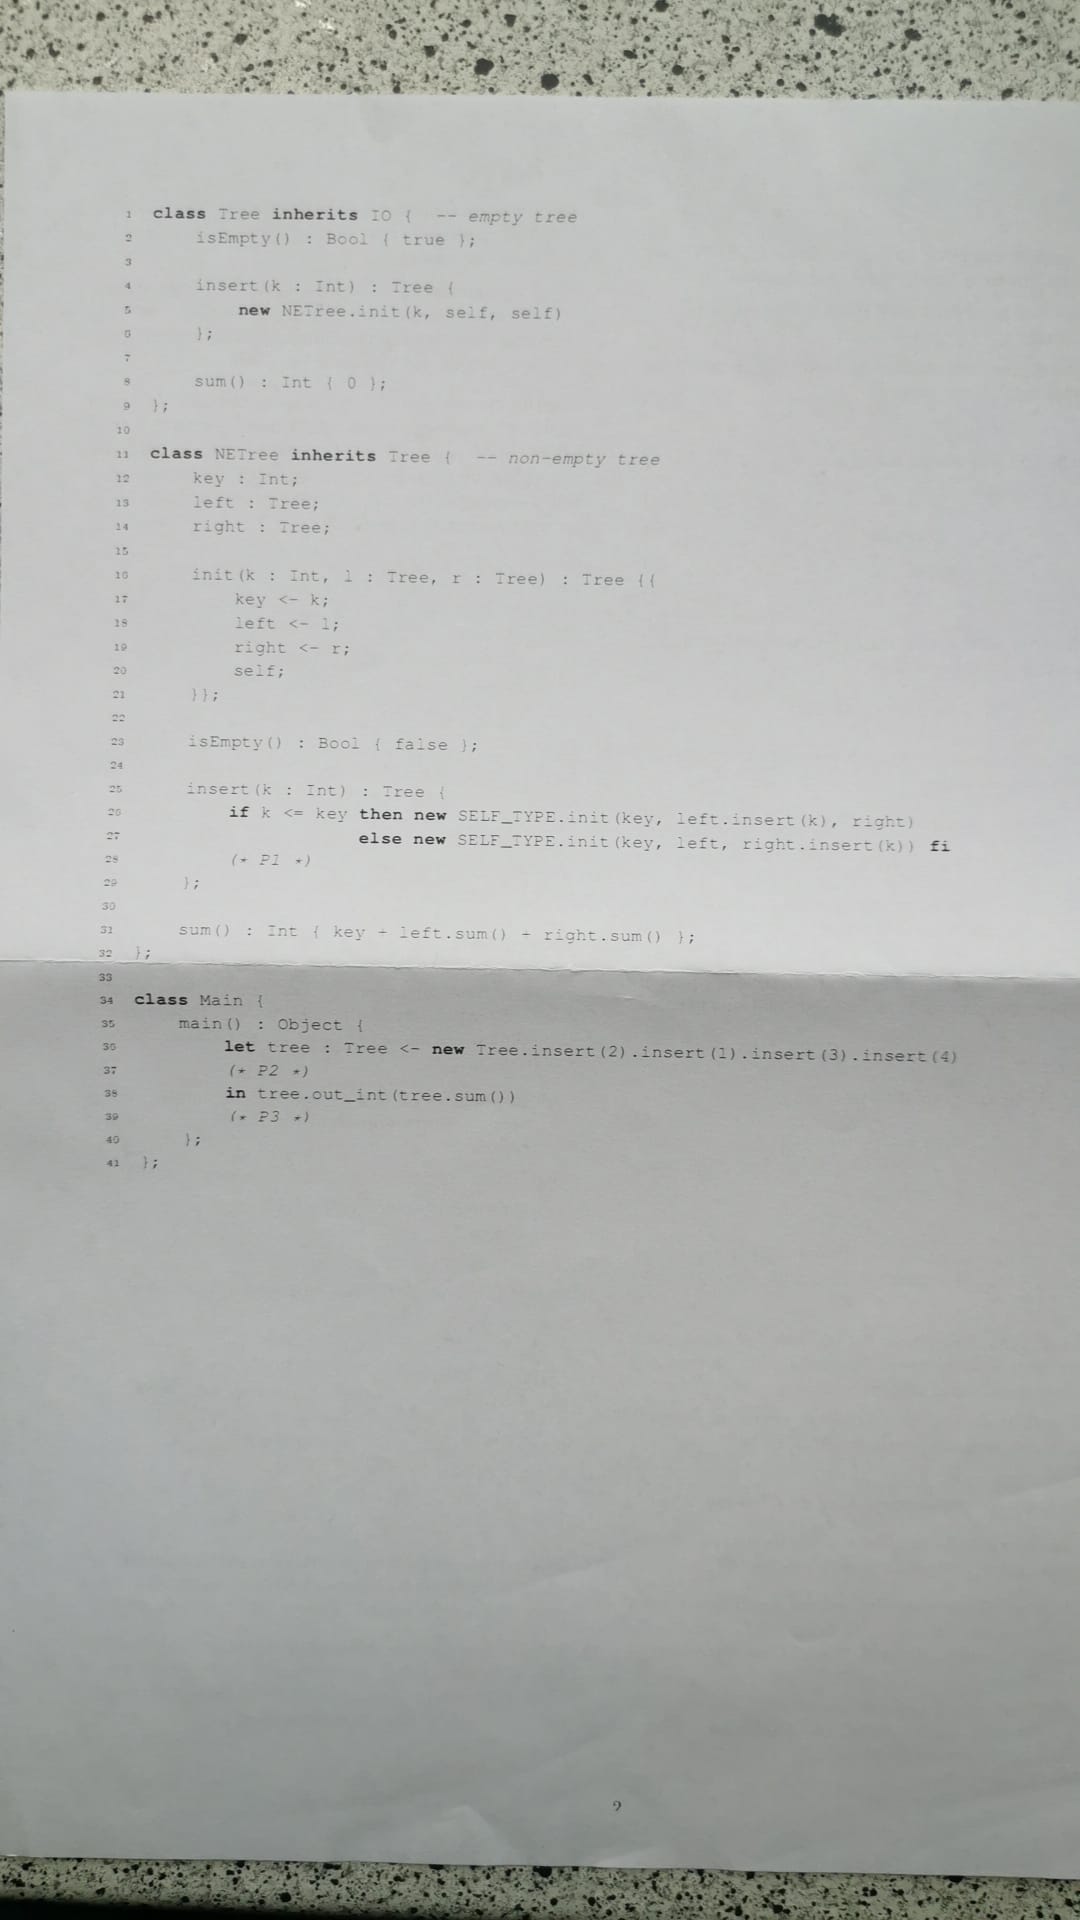 1 class Tree inherits IO { -- empty tree
2 isEmpty() : Bool { true };
3
4 insert(k : Int) : Tree {
5 new NETree.init(k, self, self)
6 };
7
8 sum() : Int { 0 };
9 };
10
11 class NETree inherits Tree { -- non-empty tree
12 key : Int;
13 left : Tree;
14 right : Tree;
15
16 init(k : Int, l : Tree, r : Tree) : Tree {{
17 key <- k;
18 left <- l;
19 right <- r;
20 self;
21 }};
22
23 isEmpty() : Bool { false };
24
25 insert(k : Int) : Tree {
26 if k <= key then new SELF_TYPE.init(key, left.insert(k), right)
27 else new SELF_TYPE.init(key, left, right.insert(k)) fi
28 (* P1 *)
29 };
30
31 sum() : Int { key + left.sum() + right.sum() };
32 };
33
34 class Main {
35 main() : Object {
36 let tree : Tree <- new Tree.insert(2).insert(1).insert(3).insert(4)
37 (* P2 *)
38 in tree.out_int(tree.sum())
39 (* P3 *)
40 };
41 };
2